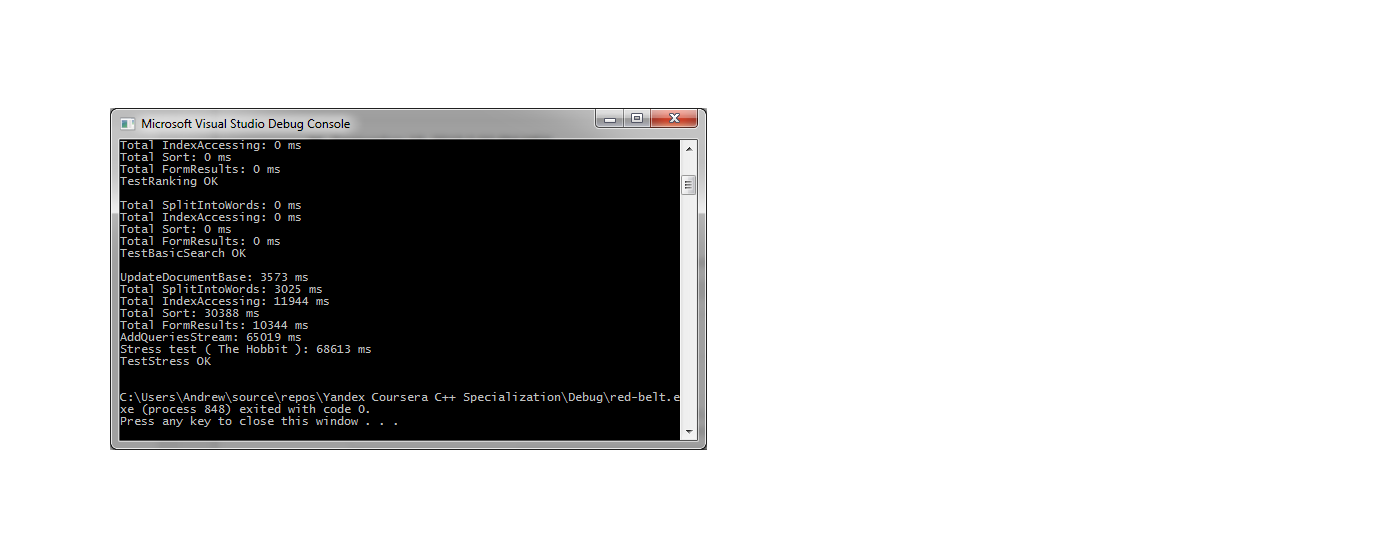 Microsoft Visual Studio Debug Console
Total IndexAccessing: 0 ms
Total Sort: 0 ms
Total FormResults: 0 ms
TestRanking OK
Total SplitIntoWords: 0 ms
Total IndexAccessing: 0 ms
Total Sort: 0 ms
Total FormResults: 0 ms
TestBasicSearch OK
UpdateDocumentBase: 3573 ms
Total SplitIntoWords: 3025 ms
Total IndexAccessing: 11944 ms
Total Sort: 30388 ms
Total FormResults: 10344 ms
AddQueriesStream: 65019 ms
Stress test ( The Hobbit ): 68613 ms
TestStress OK
C:\Users\Andrew\source\repos\Yandex Coursera C++ Specialization\Debug\red-belt.e
xe (process 848) exited with code 0.
Press any key to close this window . . .